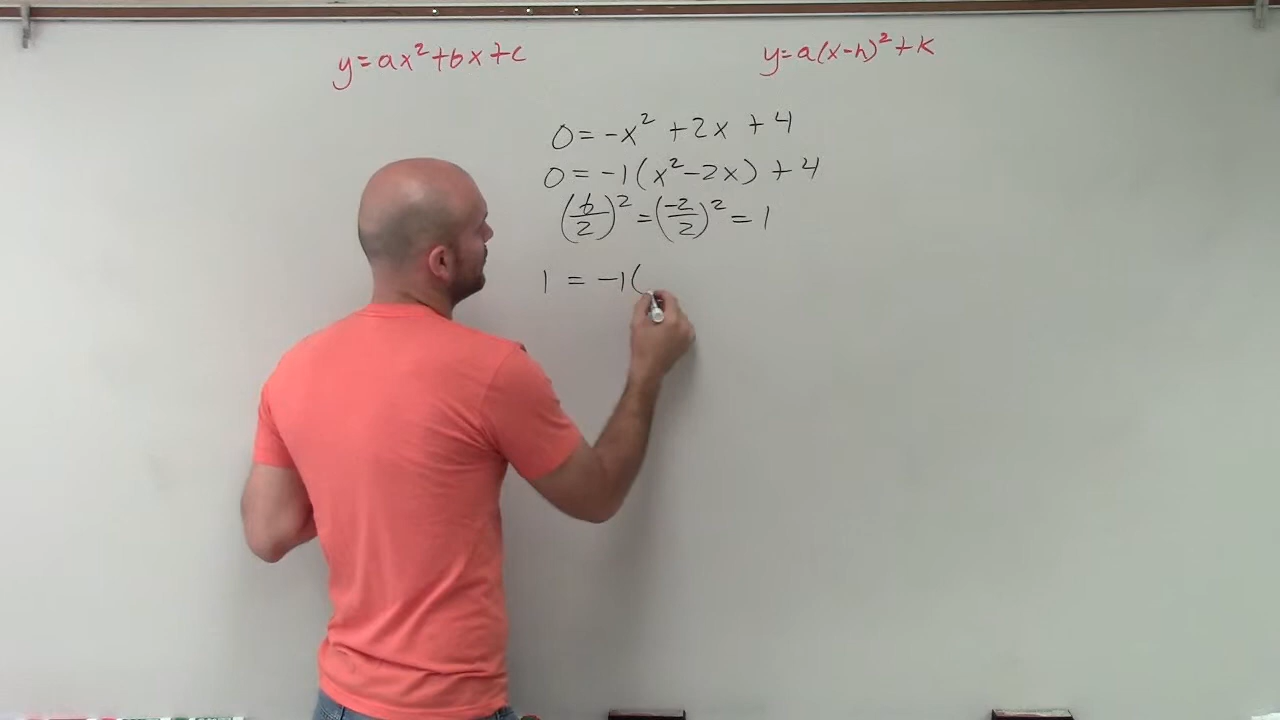 y=ax²+bx+c
y=a(x-h)²+k
0=-x²+2x+4
0=-1(x²-2x)+4
(b/2)²=(-2/2)²=1
1=-1(